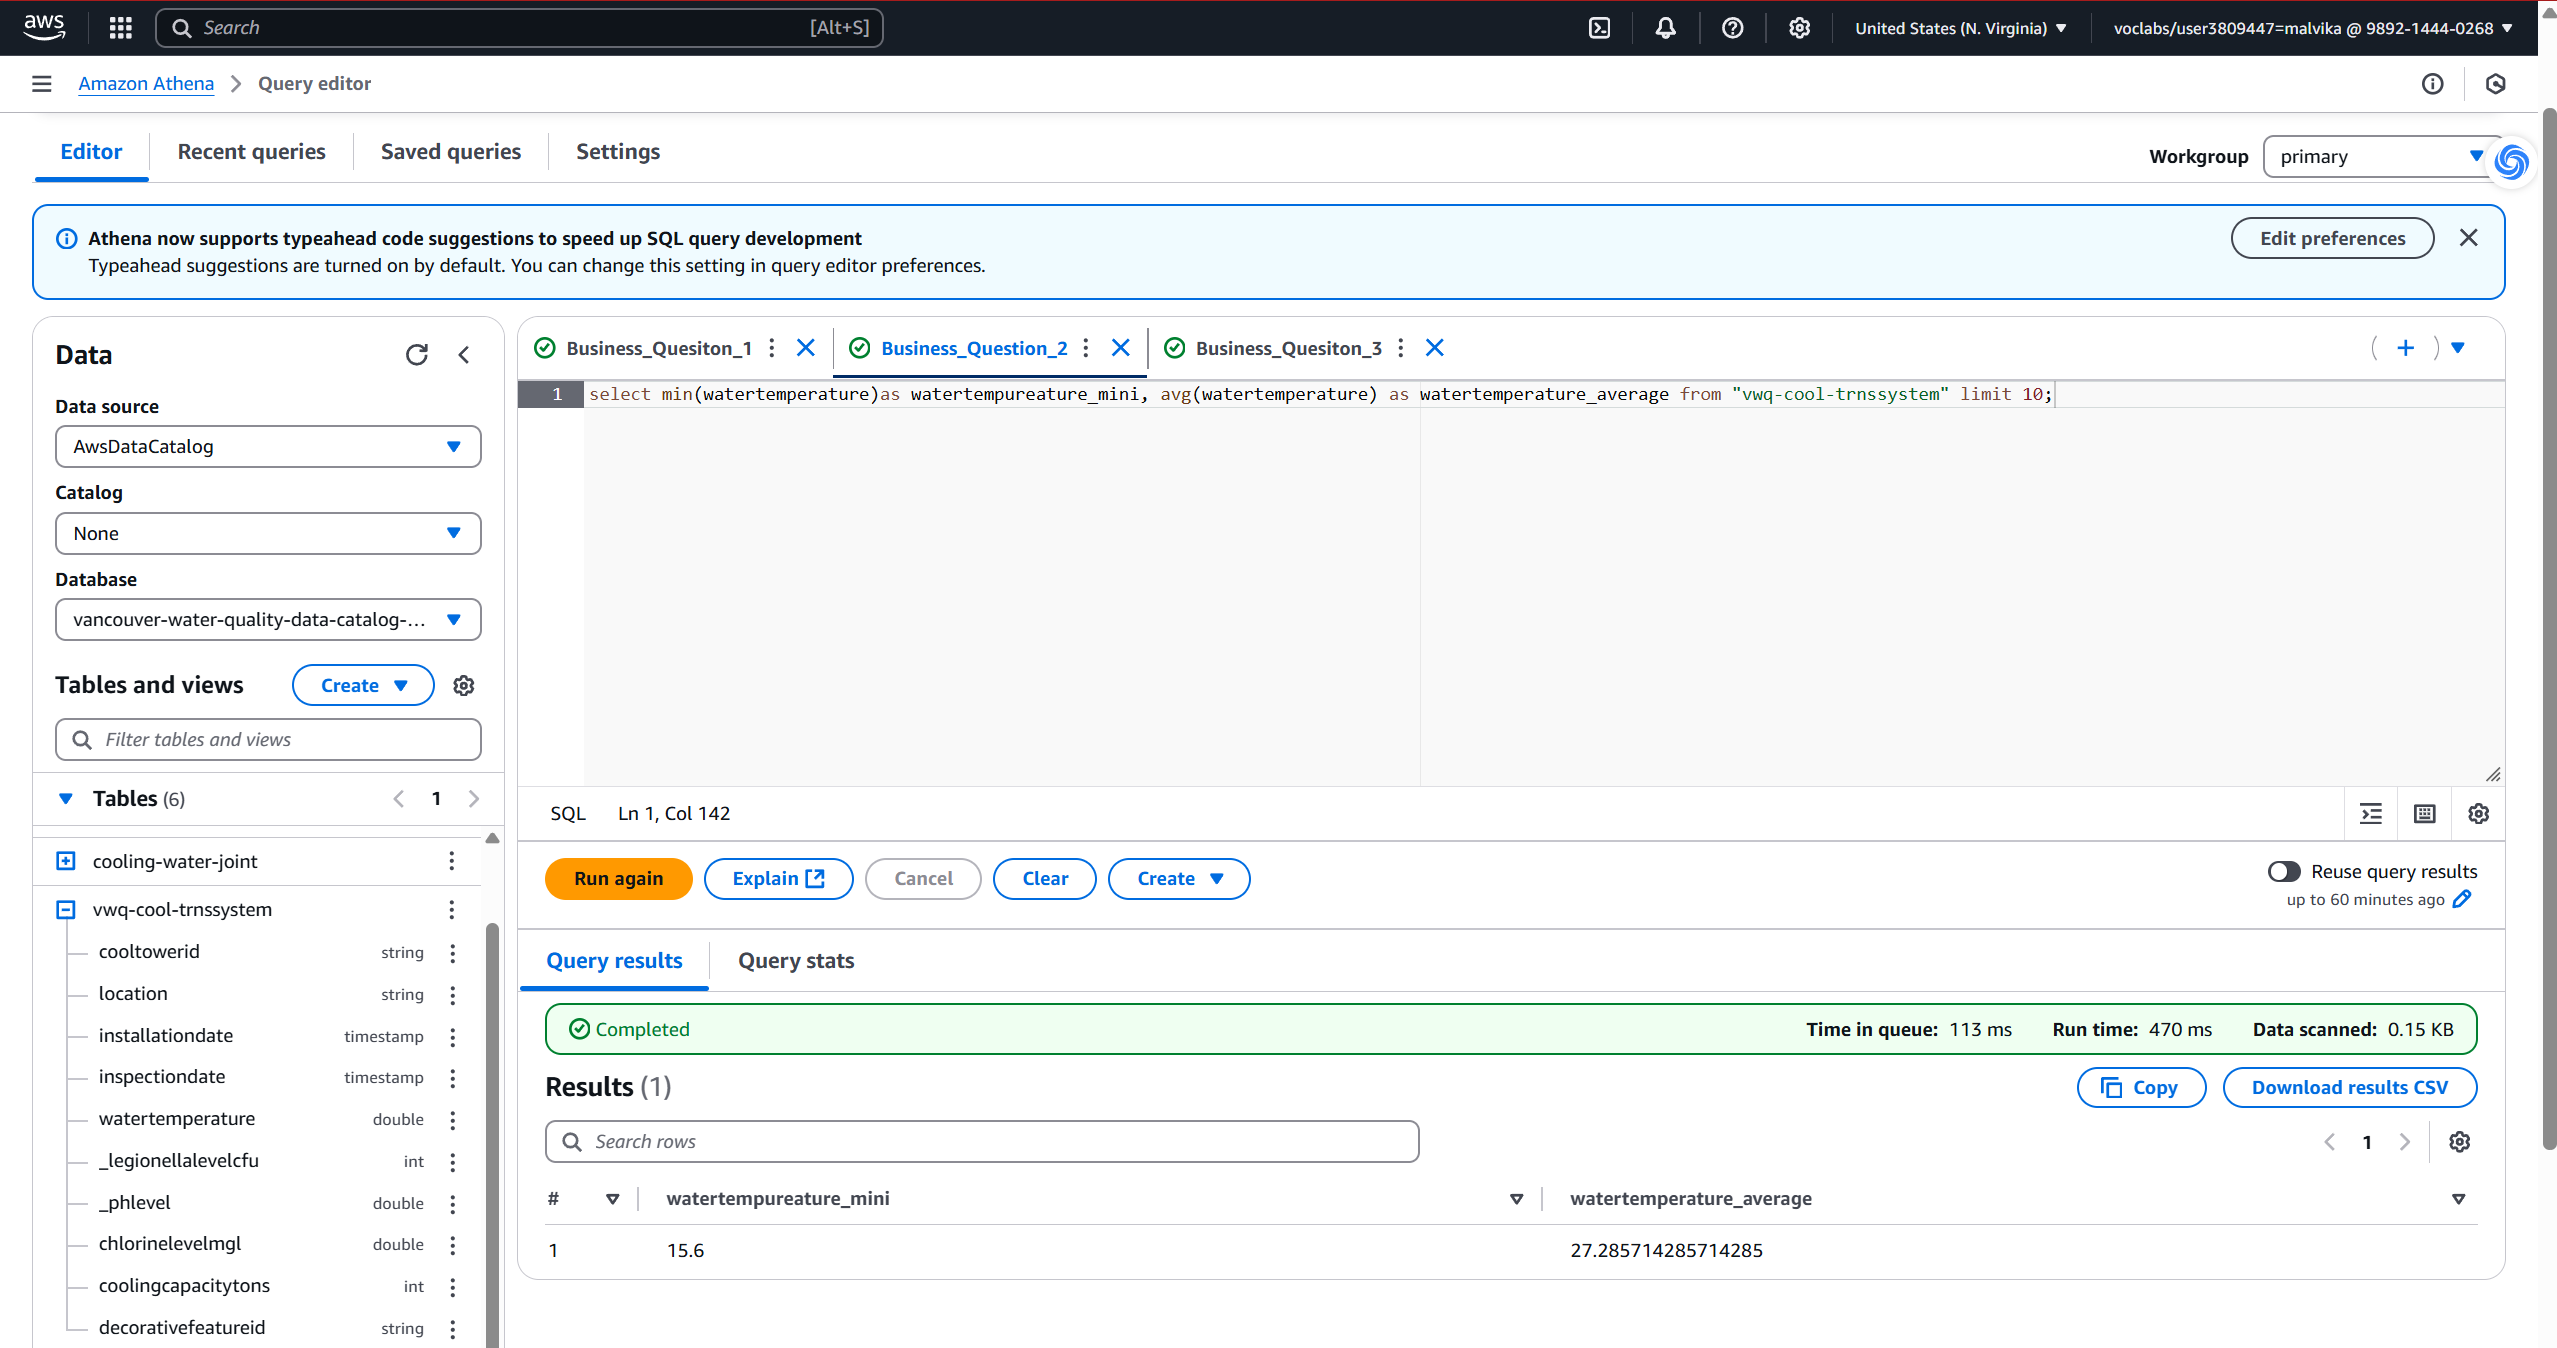 aws
Search [Alt+S]
United States (N. Virginia)
voclabs/user3809447=malvika @ 9892-1444-0268
Amazon Athena Query editor
Editor Recent queries Saved queries Settings
Workgroup primary
Athena now supports typeahead code suggestions to speed up SQL query development
Typeahead suggestions are turned on by default. You can change this setting in query editor preferences.
Edit preferences
Data
Data source
AwsDataCatalog
Catalog
None
Database
vancouver-water-quality-data-catalog-...
Tables and views Create
Filter tables and views
Tables (6) 1
cooling-water-joint
vwq-cool-trnssystem
cooltowerid string
location string
installationdate timestamp
inspectiondate timestamp
watertemperature double
_legionellalevelcfu int
_phlevel double
chlorinelevelmgl double
coolingcapacitytons int
decorativefeatureid string
Business_Quesiton_1 Business_Question_2 Business_Quesiton_3
1 select min(watertemperature)as watertempureature_mini, avg(watertemperature) as watertemperature_average from "vwq-cool-trnssystem" limit 10;
SQL Ln 1, Col 142
Run again Explain Cancel Clear Create
Reuse query results
up to 60 minutes ago
Query results Query stats
Completed
Time in queue: 113 ms Run time: 470 ms Data scanned: 0.15 KB
Results (1)
Copy Download results CSV
Search rows
1
# watertempureature_mini watertemperature_average
1 15.6 27.285714285714285